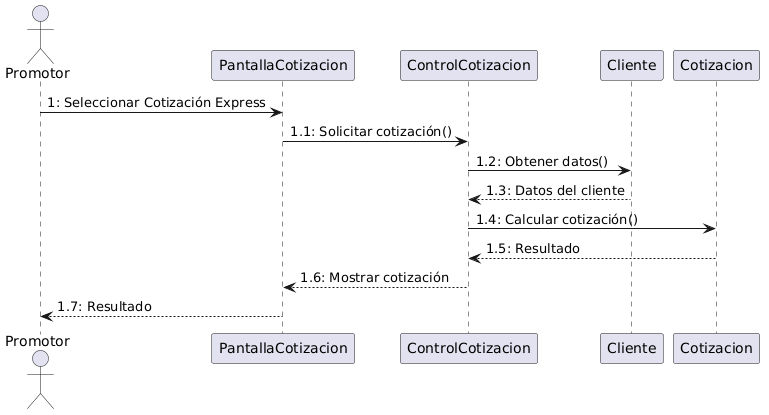 Promotor
PantallaCotizacion
ControlCotizacion
Cliente
Cotizacion
1: Seleccionar Cotización Express
1.1: Solicitar cotización()
1.2: Obtener datos()
1.3: Datos del cliente
1.4: Calcular cotización()
1.5: Resultado
1.6: Mostrar cotización
1.7: Resultado
Promotor
PantallaCotizacion
ControlCotizacion
Cliente
Cotizacion